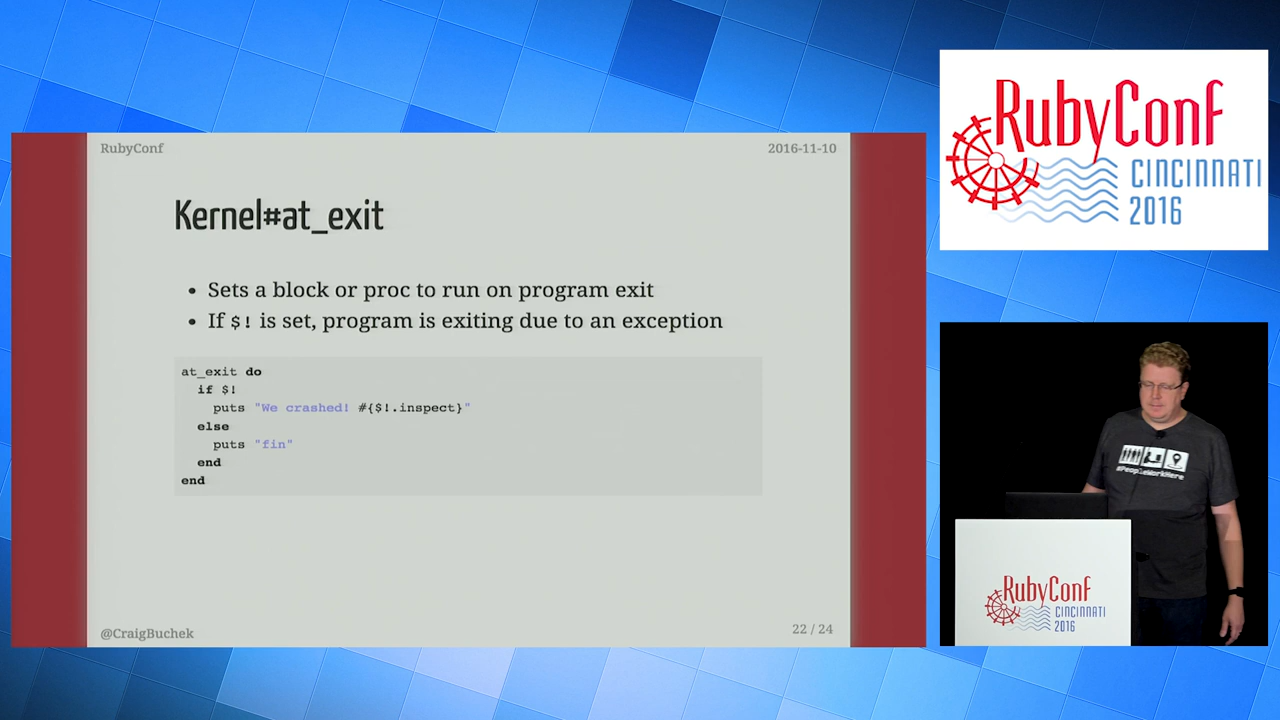 RubyConf
2016-11-10
Kernel#at_exit
• Sets a block or proc to run on program exit
• If $! is set, program is exiting due to an exception
at_exit do
  if $!
    puts "We crashed! #{$!.inspect}"
  else
    puts "fin"
  end
end
@CraigBuchek
22 / 24
RubyConf
CINCINNATI
2016
#PeopleWorkHere
RubyConf
CINCINNATI
2016